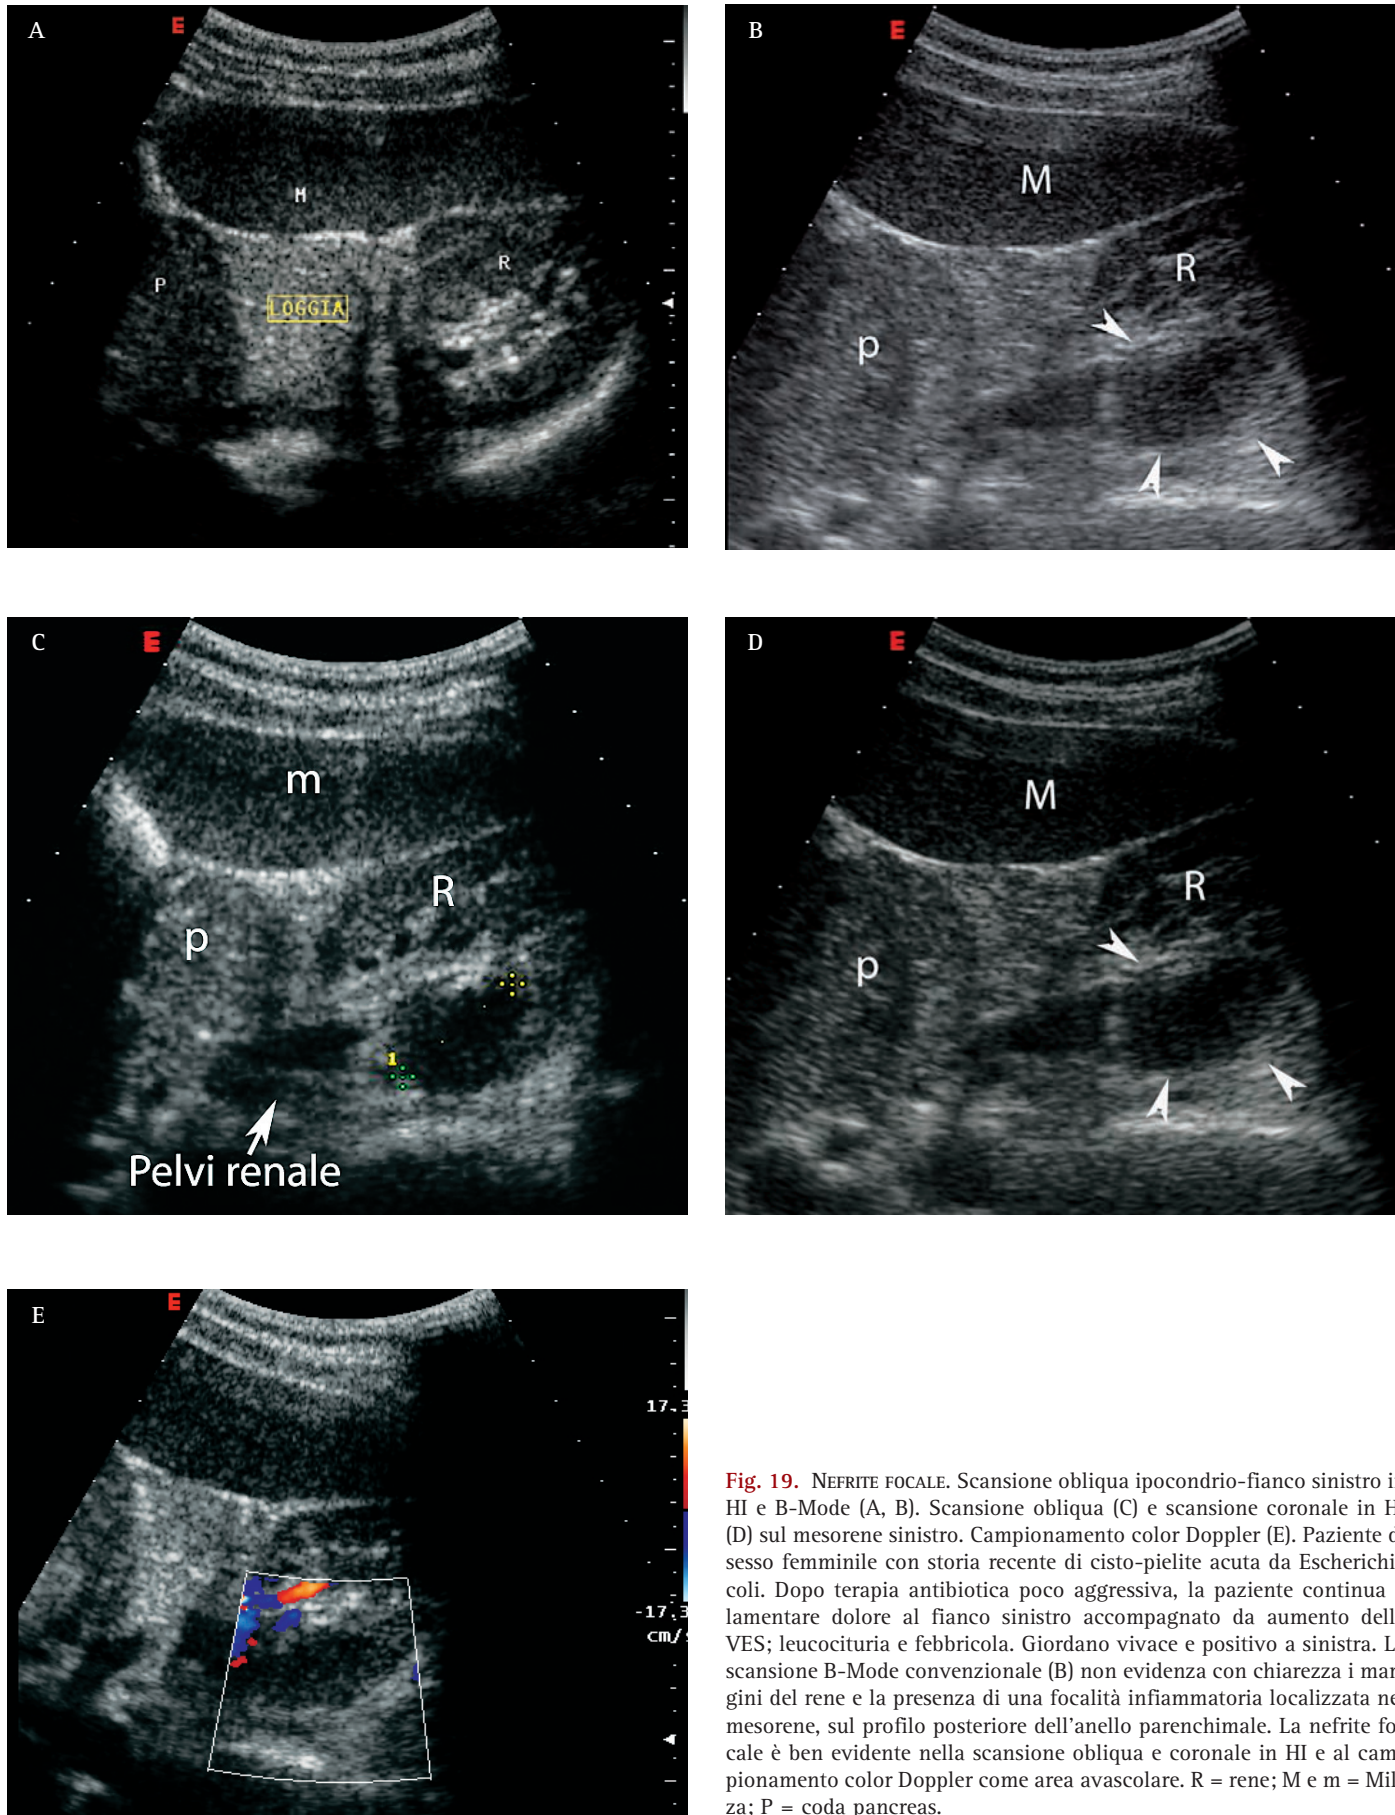 A
E
M
R
P
LOGGIA
B
E
M
R
p
C
E
m
R
p
1
Pelvi renale
D
E
M
R
p
E
E
17.3
-17.3
cm/s
Fig. 19. NEFRITE FOCALE. Scansione obliqua ipocondrio-fianco sinistro i
HI e B-Mode (A, B). Scansione obliqua (C) e scansione coronale in H
(D) sul mesorene sinistro. Campionamento color Doppler (E). Paziente d
sesso femminile con storia recente di cisto-pielite acuta da Escherichi
coli. Dopo terapia antibiotica poco aggressiva, la paziente continua
lamentare dolore al fianco sinistro accompagnato da aumento dell
VES; leucocituria e febbricola. Giordano vivace e positivo a sinistra. L
scansione B-Mode convenzionale (B) non evidenza con chiarezza i mar
gini del rene e la presenza di una focalità infiammatoria localizzata ne
mesorene, sul profilo posteriore dell'anello parenchimale. La nefrite fo
cale è ben evidente nella scansione obliqua e coronale in HI e al cam
pionamento color Doppler come area avascolare. R = rene; M e m = Mil
za; P = coda pancreas.